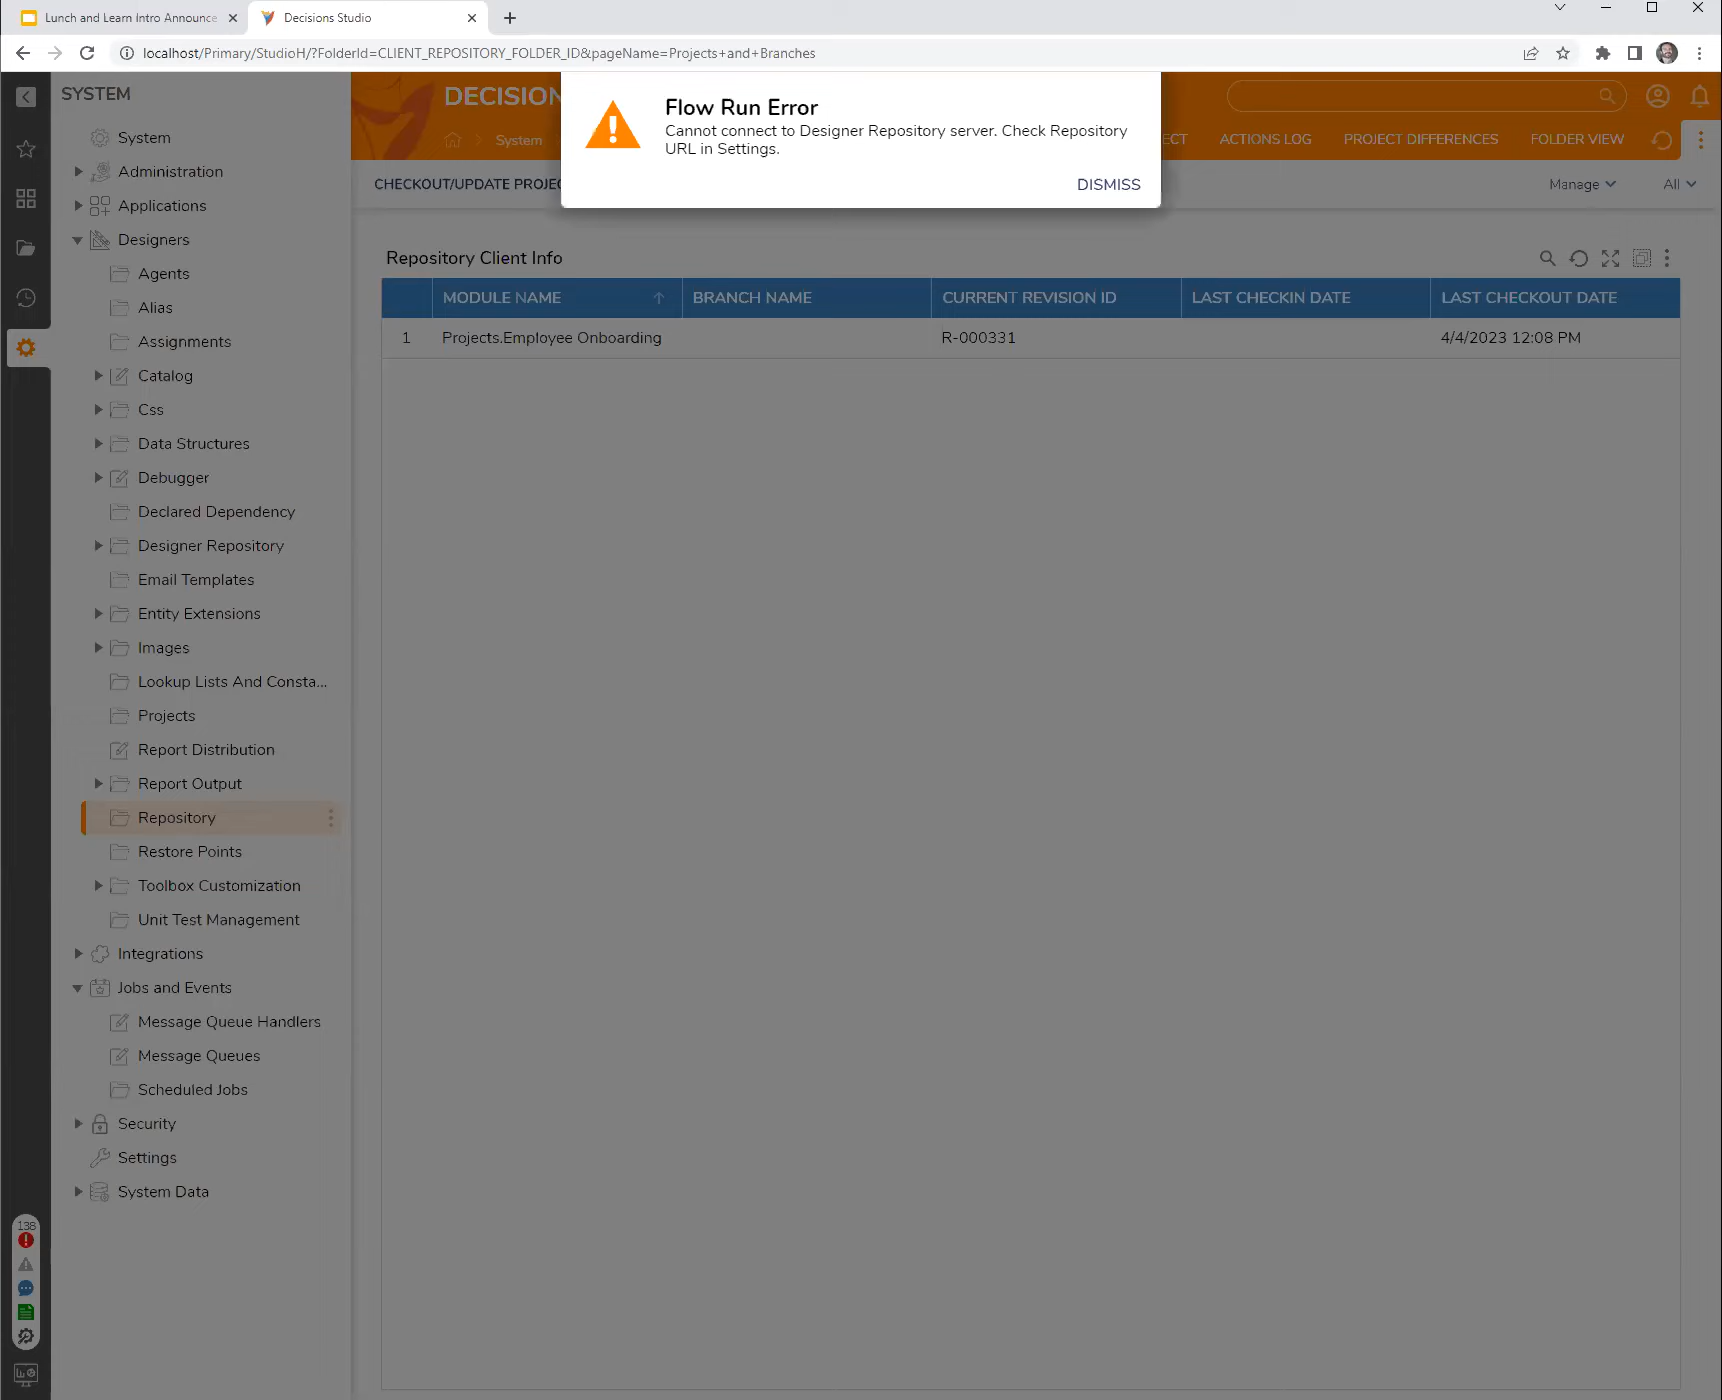 Lunch and Learn Intro Announce
Decisions Studio
localhost/Primary/StudioH/?FolderId=CLIENT_REPOSITORY_FOLDER_ID&pageName=Projects+and+Branches
SYSTEM
System
Administration
Applications
Designers
Agents
Alias
Assignments
Catalog
Css
Data Structures
Debugger
Declared Dependency
Designer Repository
Email Templates
Entity Extensions
Images
Lookup Lists And Consta...
Projects
Report Distribution
Report Output
Repository
Restore Points
Toolbox Customization
Unit Test Management
Integrations
Jobs and Events
Message Queue Handlers
Message Queues
Scheduled Jobs
Security
Settings
System Data
138
DECISION
System
ECT
ACTIONS LOG
PROJECT DIFFERENCES
FOLDER VIEW
CHECKOUT/UPDATE PROJEC
Manage
All
Flow Run Error
Cannot connect to Designer Repository server. Check Repository
URL in Settings.
DISMISS
Repository Client Info
MODULE NAME BRANCH NAME CURRENT REVISION ID LAST CHECKIN DATE LAST CHECKOUT DATE
1 Projects.Employee Onboarding R-000331 4/4/2023 12:08 PM